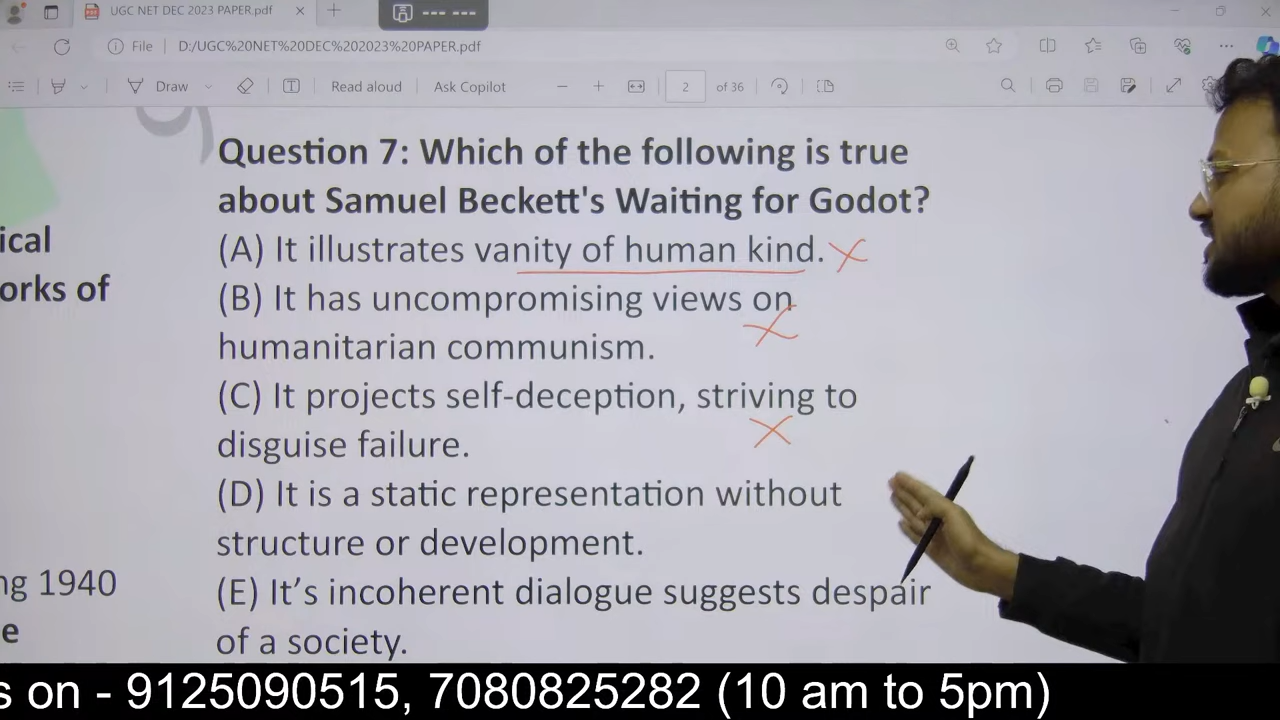 UGC NET DEC 2023 PAPER.pdf
File D:/UGC%20NET%20DEC%202023%20PAPER.pdf
Draw Read aloud Ask Copilot 2 of 36
Question 7: Which of the following is true
about Samuel Beckett's Waiting for Godot?
(A) It illustrates vanity of human kind.
(B) It has uncompromising views on
humanitarian communism.
(C) It projects self-deception, striving to
disguise failure.
(D) It is a static representation without
structure or development.
(E) It’s incoherent dialogue suggests despair
of a society.
ical
orks of
ng 1940
e
s on - 9125090515, 7080825282 (10 am to 5pm)